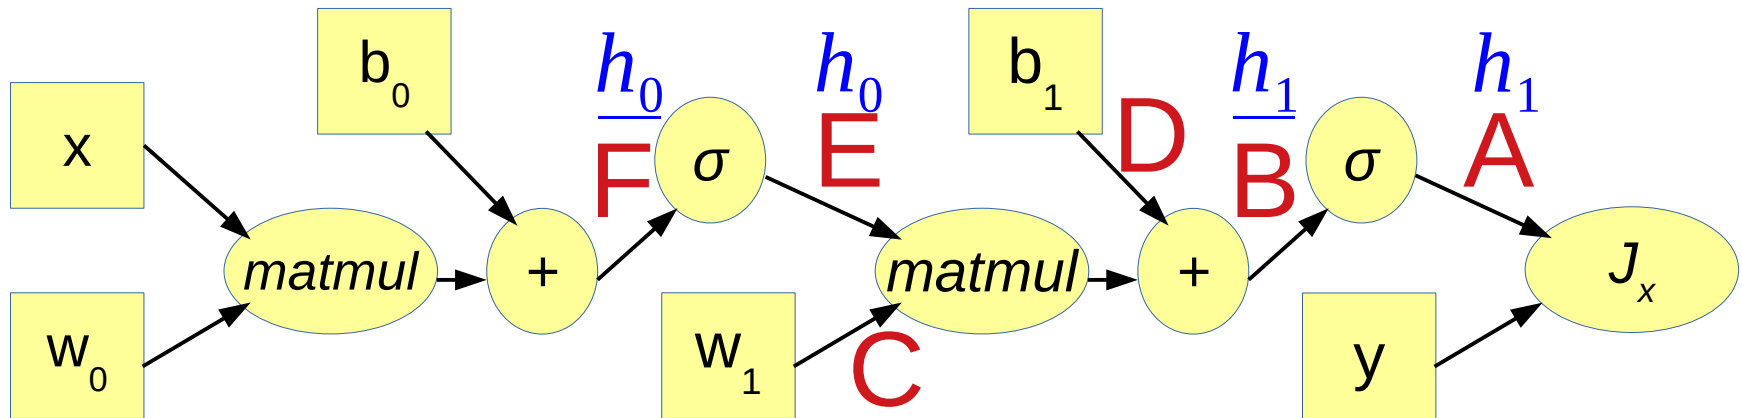 b₀
h₀
h₀
b₁
h₁
h₁
x
F
σ
E
D
B
σ
A
matmul
+
matmul
+
Jₓ
w₀
w₁
C
y